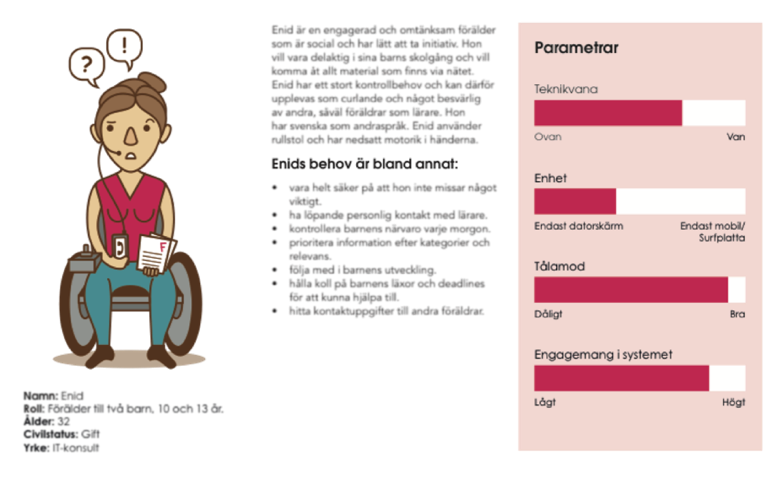 ?
!
F
Namn: Enid
Roll: Förälder till två barn, 10 och 13 år.
Ålder: 32
Civilstatus: Gift
Yrke: IT-konsult
Enid är en engagerad och omtänksam förälder
som är social och har lätt att ta initiativ. Hon
vill vara delaktig i sina barns skolgång och vill
komma åt allt material som finns via nätet.
Enid har ett stort kontrollbehov och kan därför
upplevas som curlande och något besvärlig
av andra, såväl föräldrar som lärare. Hon
har svenska som andraspråk. Enid använder
rullstol och har nedsatt motorik i händerna.
Enids behov är bland annat:
• vara helt säker på att hon inte missar något
viktigt.
• ha löpande personlig kontakt med lärare.
• kontrollera barnens närvaro varje morgon.
• prioritera information efter kategorier och
relevans.
• följa med i barnens utveckling.
• hålla koll på barnens läxor och deadlines
för att kunna hjälpa till.
• hitta kontaktuppgifter till andra föräldrar.
Parametrar
Teknikvana
Ovan Van
Enhet
Endast datorskärm Endast mobil/
Surfplatta
Tålamod
Dåligt Bra
Engagemang i systemet
Lågt Högt